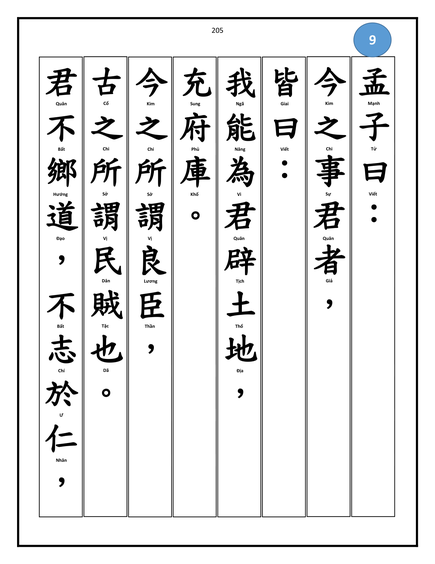 205
9
孟子曰：
Mạnh Tử Viết
今之事君者，
Kim Chi Sự Quân Giả
皆曰：
Giai Viết
我能為君辟土地，
Ngã Năng Vi Quân Tịch Thổ Địa
充府庫。
Sung Phủ Khố
今之所謂良臣，
Kim Chi Sở Vị Lương Thần
古之所謂民賊也。
Cổ Chi Sở Vị Dân Tặc Dã
君不鄉道，不志於仁，
Quân Bất Hướng Đạo Bất Chí Ư Nhân